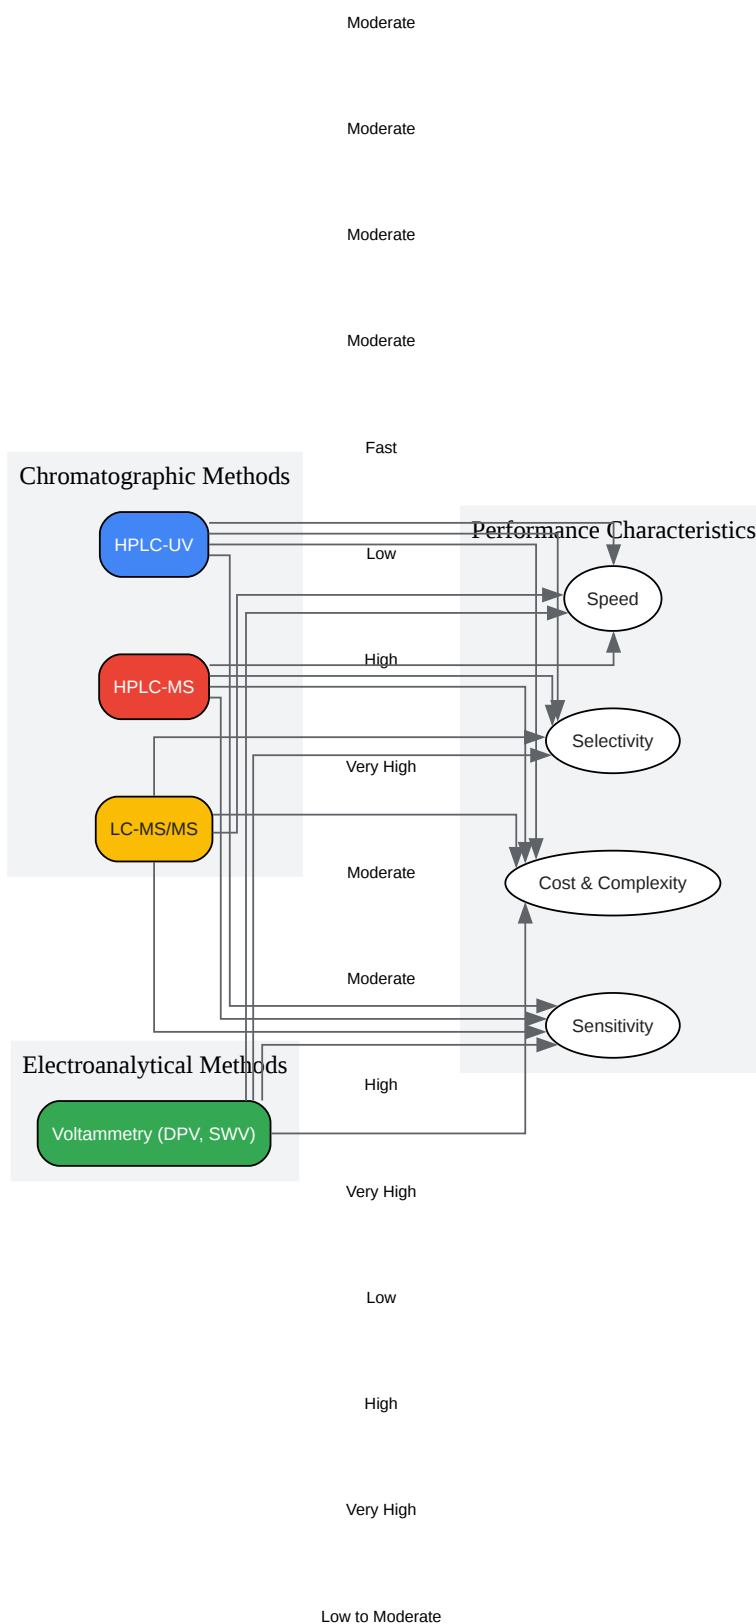 Moderate
Moderate
Moderate
Moderate
Fast
Chromatographic Methods
Performance Characteristics
HPLC-UV
Low
Speed
High
HPLC-MS
Selectivity
Very High
LC-MS/MS
Moderate
Cost & Complexity
Moderate
Sensitivity
Electroanalytical Methods
High
Voltammetry (DPV, SWV)
Very High
Low
High
Very High
Low to Moderate